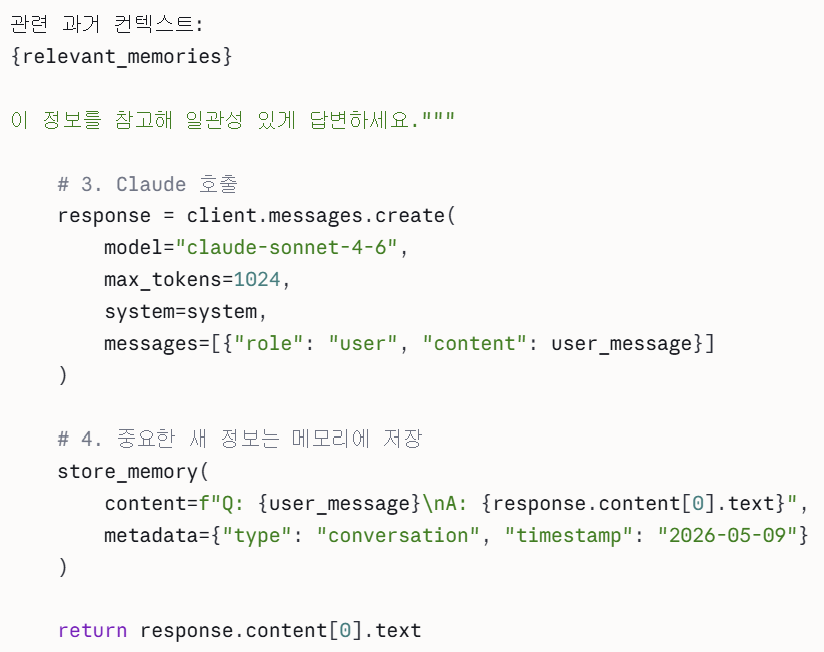 관련 과거 컨텍스트:
{relevant_memories}
이 정보를 참고해 일관성 있게 답변하세요."""
# 3. Claude 호출
response = client.messages.create(
model="claude-sonnet-4-6",
max_tokens=1024,
system=system,
messages=[{"role": "user", "content": user_message}]
)
# 4. 중요한 새 정보는 메모리에 저장
store_memory(
content=f"Q: {user_message}\nA: {response.content[0].text}",
metadata={"type": "conversation", "timestamp": "2026-05-09"}
)
return response.content[0].text